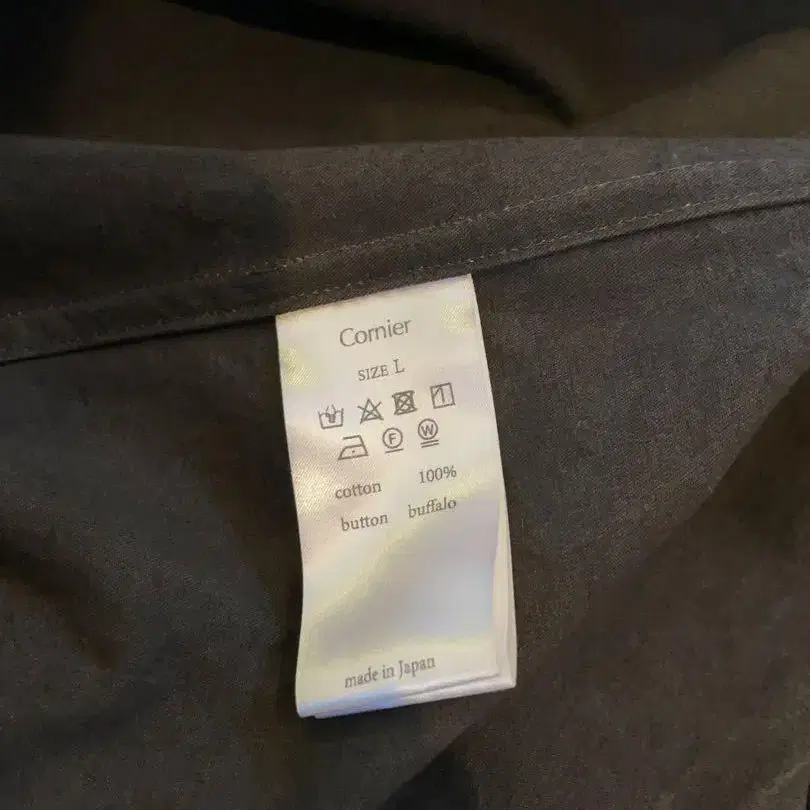 Cornier
SIZE L
F W
cotton 100%
button buffalo
made in Japan